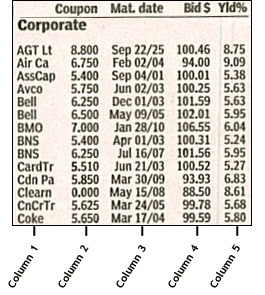 Coupon Mat. date Bid $ Yld%
Corporate
AGT Lt 8.800 Sep 22/25 100.46 8.75
Air Ca 6.750 Feb 02/04 94.00 9.09
AssCap 5.400 Sep 04/01 100.01 5.38
Avco 5.750 Jun 02/03 100.25 5.63
Bell 6.250 Dec 01/03 101.59 5.63
Bell 6.500 May 09/05 102.01 5.95
BMO 7.000 Jan 28/10 106.55 6.04
BNS 5.400 Apr 01/03 100.31 5.24
BNS 6.250 Jul 16/07 101.56 5.95
CardTr 5.510 Jun 21/03 100.52 5.27
Cdn Pa 5.850 Mar 30/09 93.93 6.83
Clearn 0.000 May 15/08 88.50 8.61
CnCrTr 5.625 Mar 24/05 99.78 5.68
Coke 5.650 Mar 17/04 99.59 5.80
Column 1 Column 2 Column 3 Column 4 Column 5